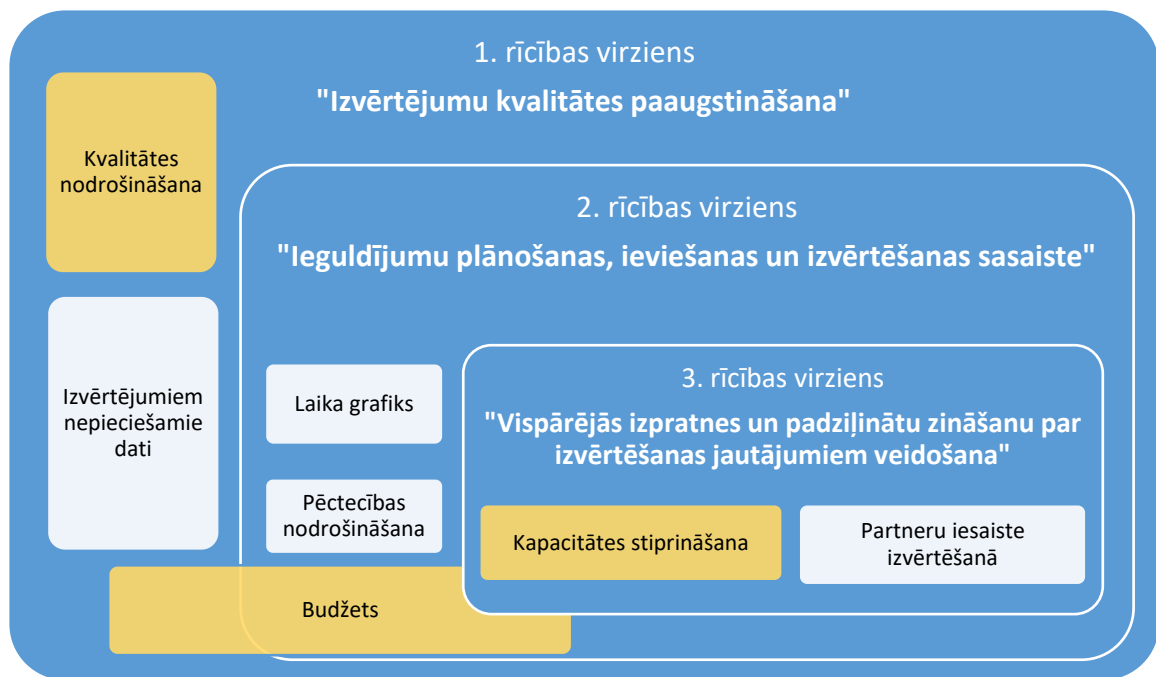 1. rīcības virziens
"Izvērtējumu kvalitātes paaugstināšana"
Kvalitātes
nodrošināšana
2. rīcības virziens
"Ieguldījumu plānošanas, ieviešanas un izvērtēšanas sasaiste"
Izvērtējumiem
nepieciešamie
dati
Laika grafiks
Pēctecības
nodrošināšana
3. rīcības virziens
"Vispārējās izpratnes un padziļinātu zināšanu par
izvērtēšanas jautājumiem veidošana"
Kapacitātes stiprināšana
Partneru iesaiste
izvērtēšanā
Budžets